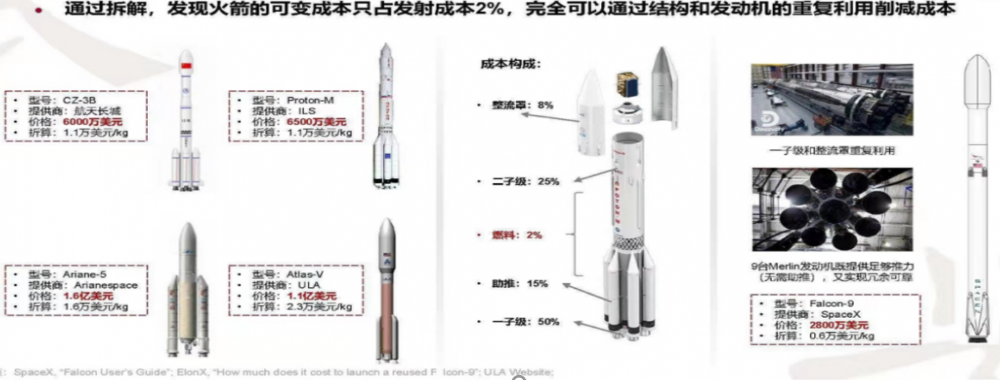 • 通过拆解，发现火箭的可变成本只占发射成本2%，完全可以通过结构和发动机的重复利用削减成本
• 型号：CZ-3B
• 提供商：航天长城
• 价格：6000万美元
• 折算：1.1万美元/kg
• 型号：Proton-M
• 提供商：ILS
• 价格：6500万美元
• 折算：1.1万美元/kg
• 型号：Ariane-5
• 提供商：Arianespace
• 价格：1.6亿美元
• 折算：1.6万美元/kg
• 型号：Atlas-V
• 提供商：ULA
• 价格：1.1亿美元
• 折算：2.3万美元/kg
成本构成：
• 整流罩：8%
• 二子级：25%
• 燃料：2%
• 助推：15%
• 一子级：50%
PROTON-M
Discovery
一子级和整流罩重复利用
9台Merlin发动机既提供足够推力
（无需助推），又实现冗余可靠
• 型号：Falcon-9
• 提供商：SpaceX
• 价格：2800万美元
• 折算：0.6万美元/kg
SPACEX
: SpaceX, “Falcon User's Guide”; ElonX, “How much does it cost to launch a reused F lcon-9”; ULA Website;